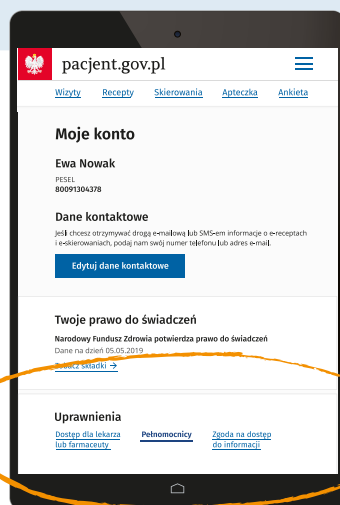 pacjent.gov.pl
Wizyty Recepty Skierowania Apteczka Ankieta
Moje konto
Ewa Nowak
PESEL
80091304378
Dane kontaktowe
Jeśli chcesz otrzymywać drogą e-mailową lub SMS-em informacje o e-receptach
i e-skierowaniach, podaj nam swój numer telefonu lub adres e-mail.
Edytuj dane kontaktowe
Twoje prawo do świadczeń
Narodowy Fundusz Zdrowia potwierdza prawo do świadczeń
Dane na dzień 05.05.2019
Zobacz składki →
Uprawnienia
Dostęp dla lekarza lub farmaceuty
Pełnomocnicy
Zgoda na dostęp do informacji